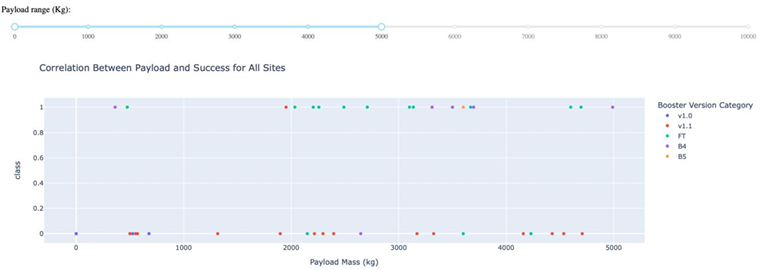 Payload range (Kg):
0 1000 2000 3000 4000 5000 6000 7000 8000 9000 10000
Correlation Between Payload and Success for All Sites
Booster Version Category
v1.0
v1.1
FT
B4
B5
class
1
0.8
0.6
0.4
0.2
0
0 1000 2000 3000 4000 5000
Payload Mass (kg)